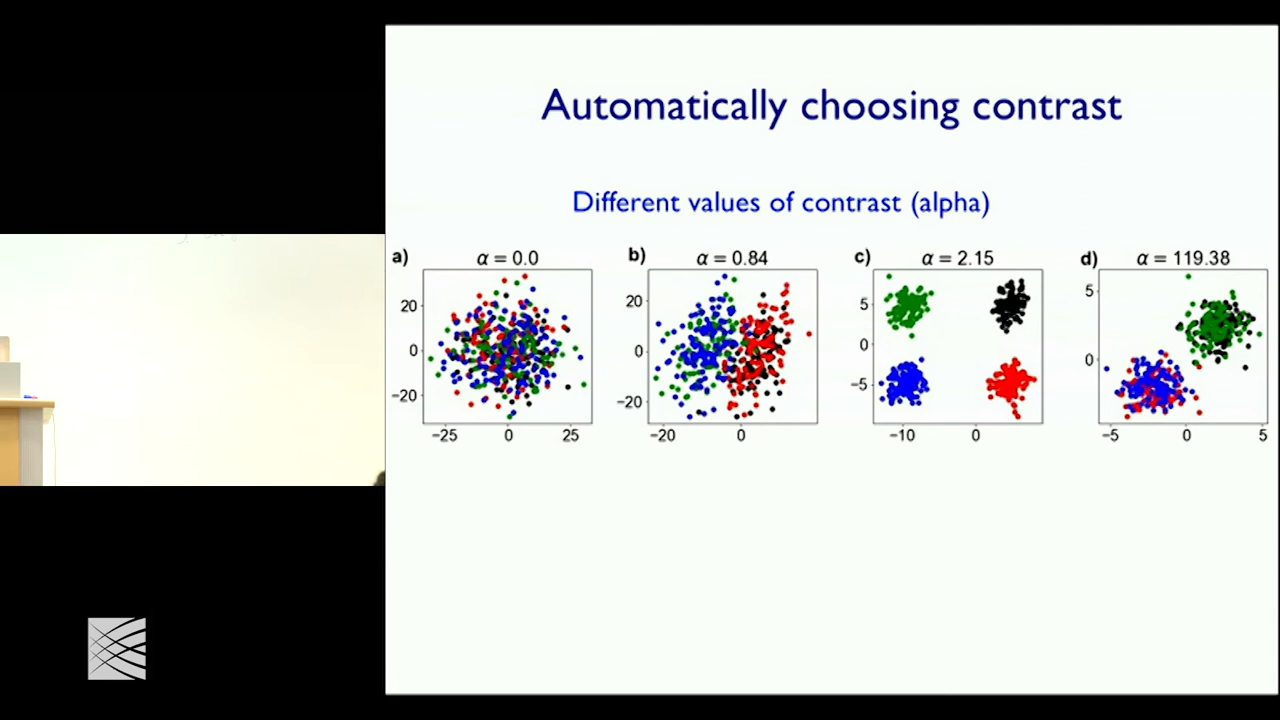 Automatically choosing contrast
Different values of contrast (alpha)
a) α = 0.0
b) α = 0.84
c) α = 2.15
d) α = 119.38
20
0
−20
−25 0 25
20
0
−20
−20 0
5
0
−5
−10 0
5
0
−5 0 5